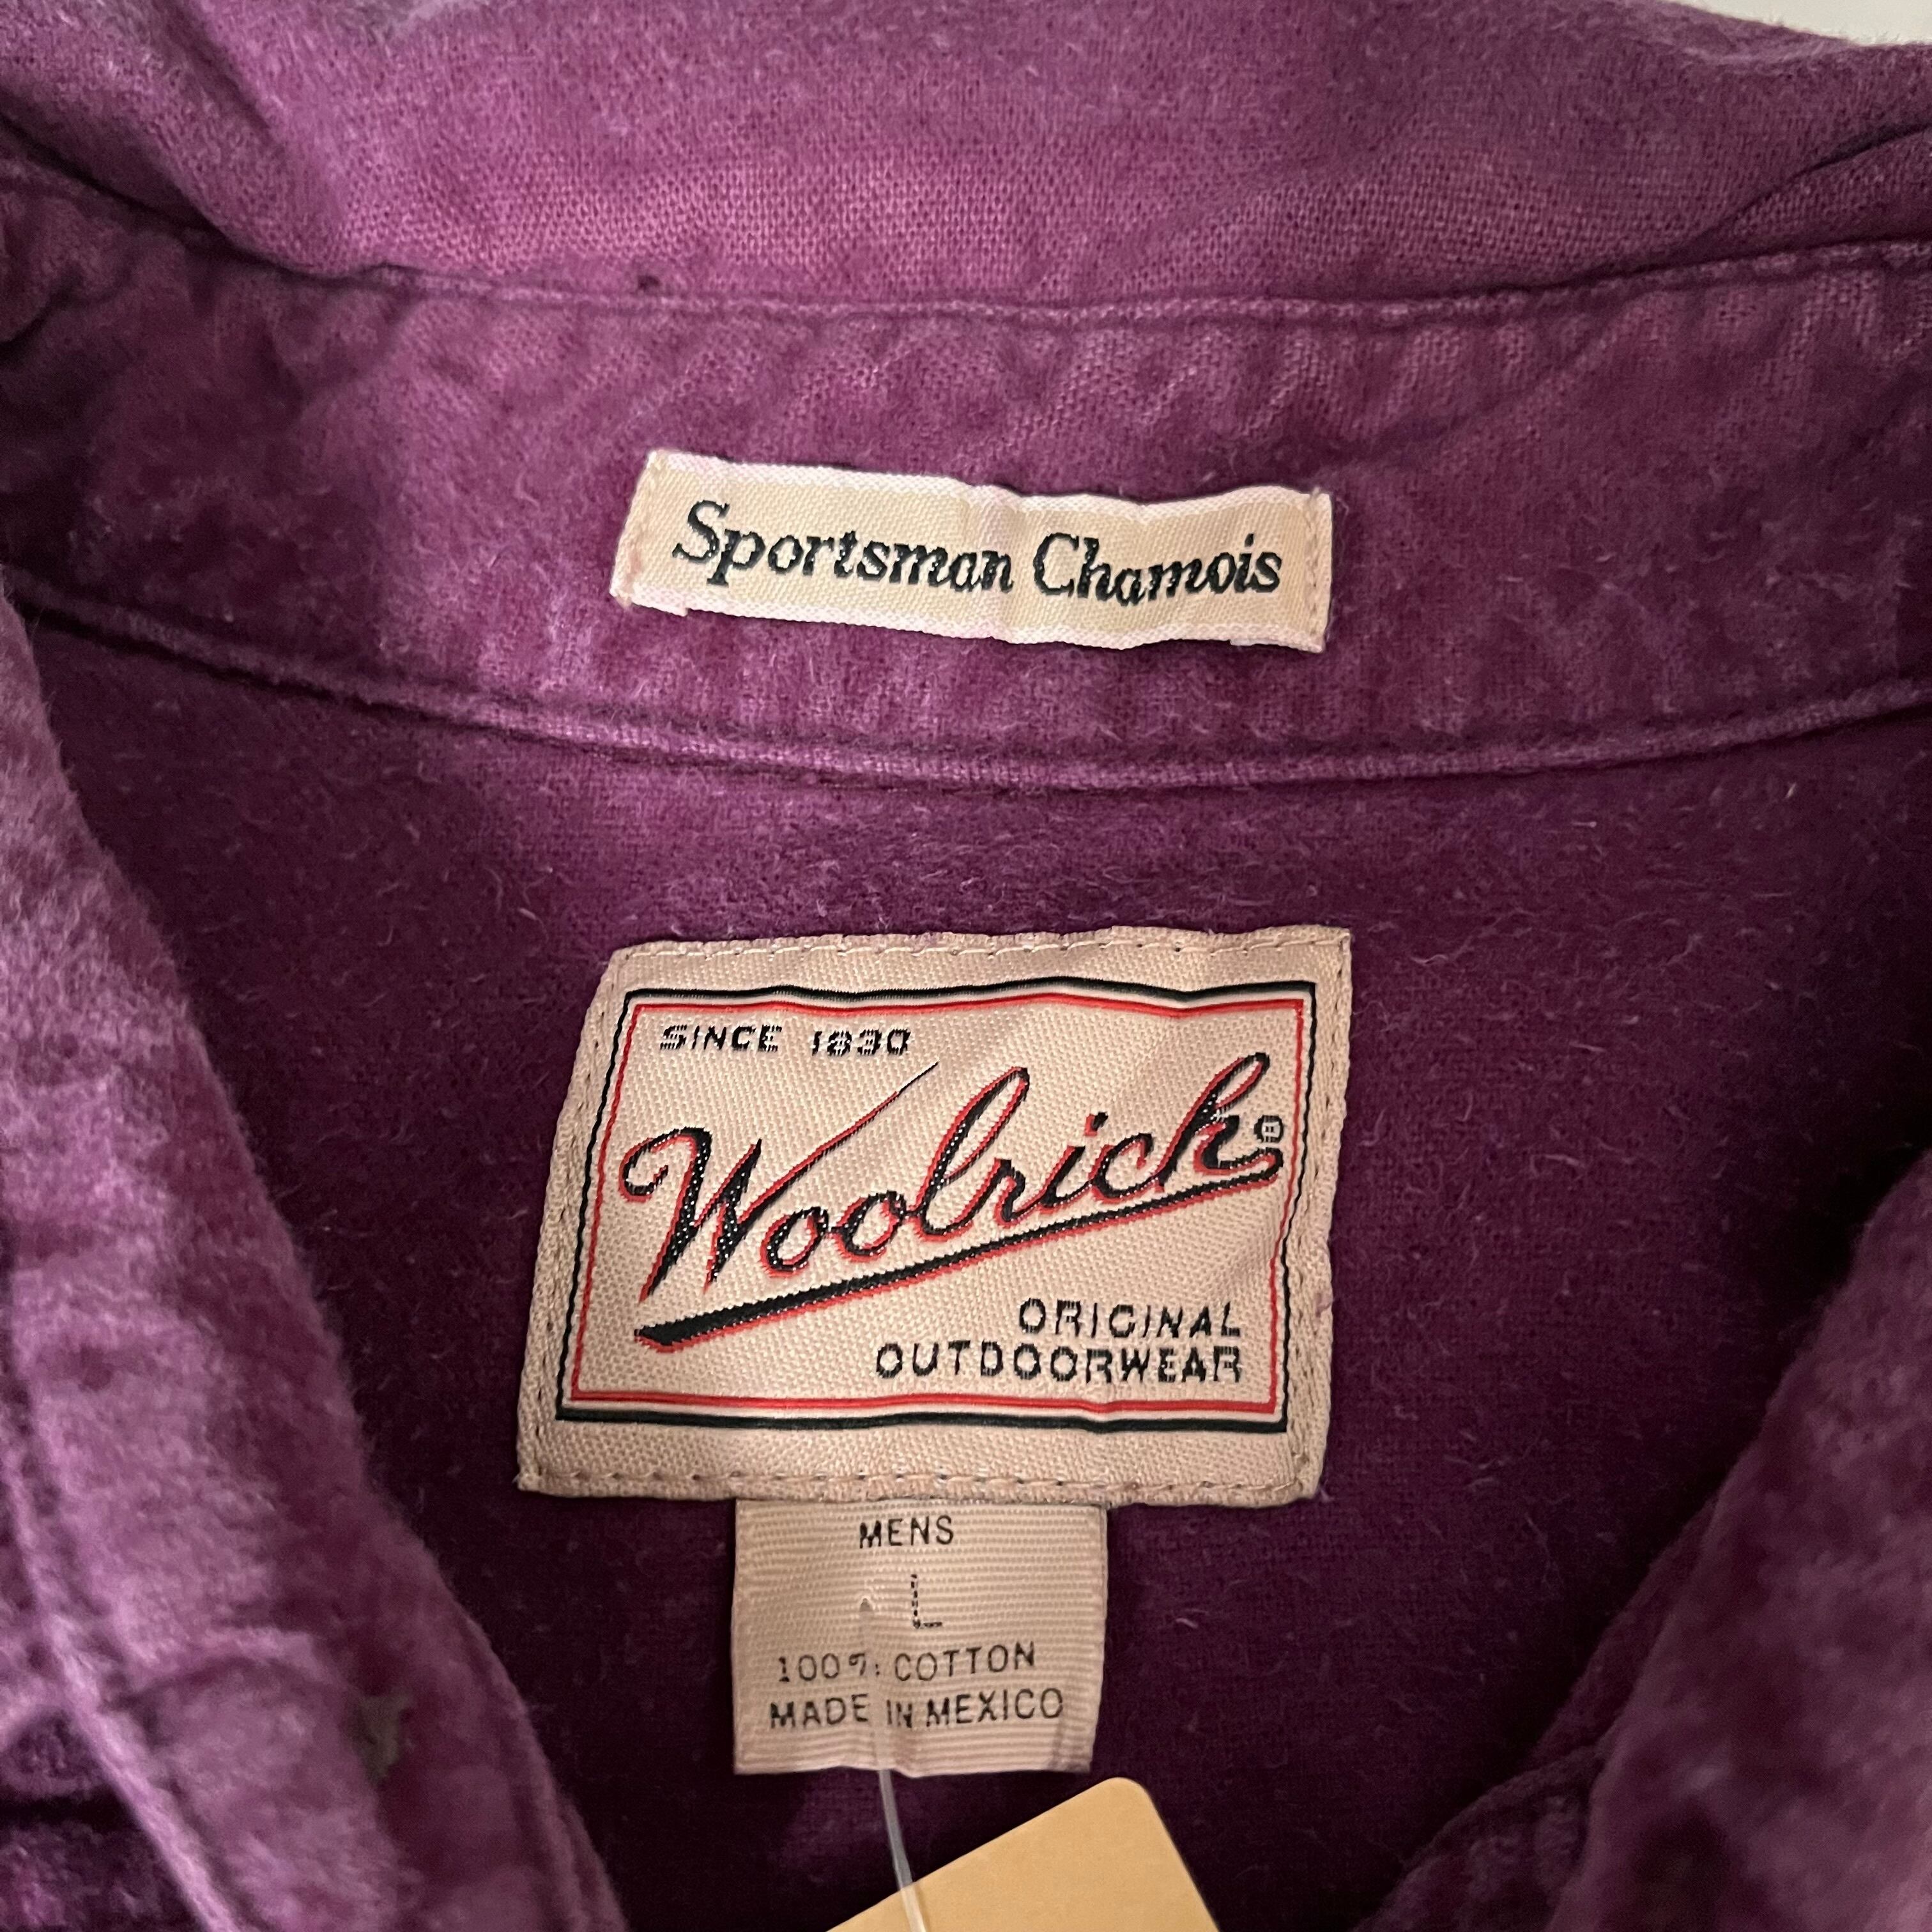 Sportsman Chamois
SINCE 1830
Woolrich®
ORIGINAL
OUTDOORWEAR
MENS
L
100% COTTON
MADE IN MEXICO